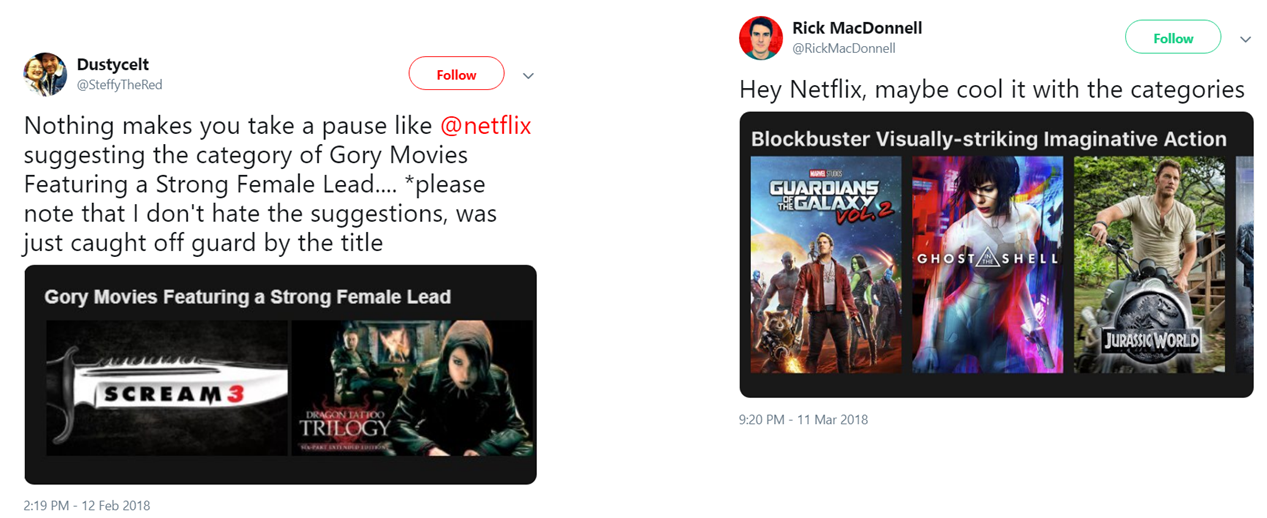 Dustycelt
@SteffyTheRed
Follow
Nothing makes you take a pause like @netflix
suggesting the category of Gory Movies
Featuring a Strong Female Lead.... *please
note that I don't hate the suggestions, was
just caught off guard by the title
Gory Movies Featuring a Strong Female Lead
SCREAM 3
DRAGON TATTOO
TRILOGY
EXTENDED EDITION
2:19 PM - 12 Feb 2018
Rick MacDonnell
@RickMacDonnell
Follow
Hey Netflix, maybe cool it with the categories
Blockbuster Visually-striking Imaginative Action
MARVEL STUDIOS
GUARDIANS
OF THE GALAXY
VOL. 2
GHOST IN THE SHELL
JURASSIC WORLD
9:20 PM - 11 Mar 2018